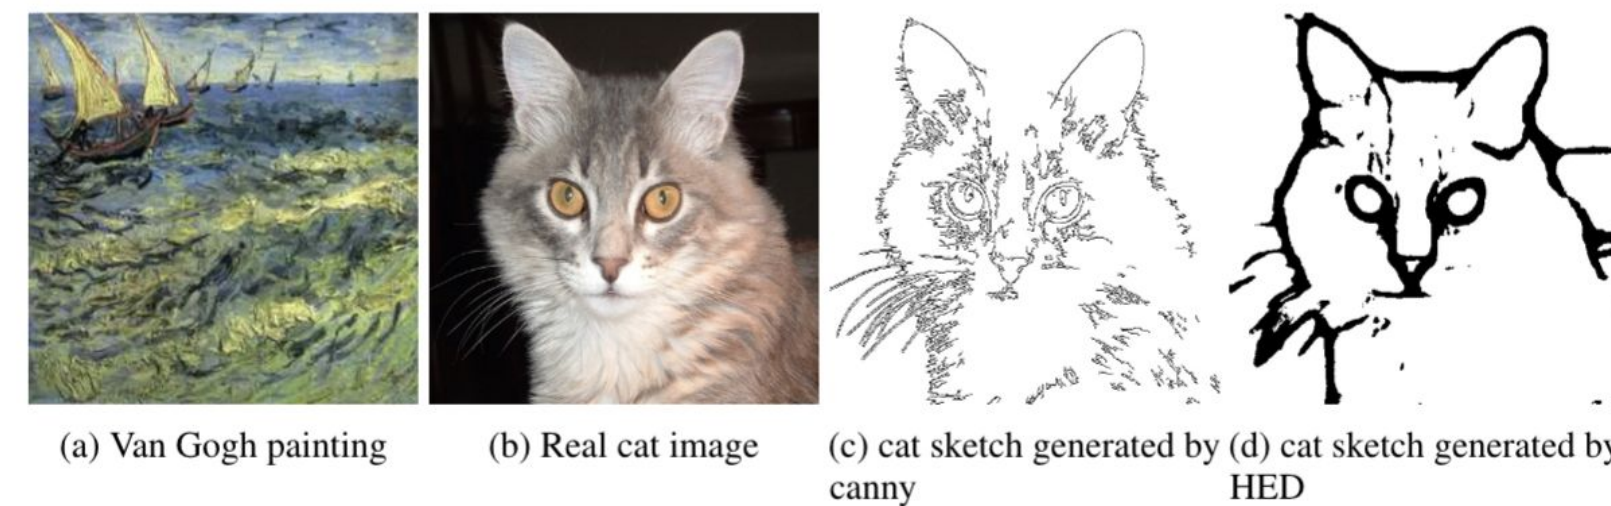 (a) Van Gogh painting
(b) Real cat image
(c) cat sketch generated by
canny
(d) cat sketch generated by
HED